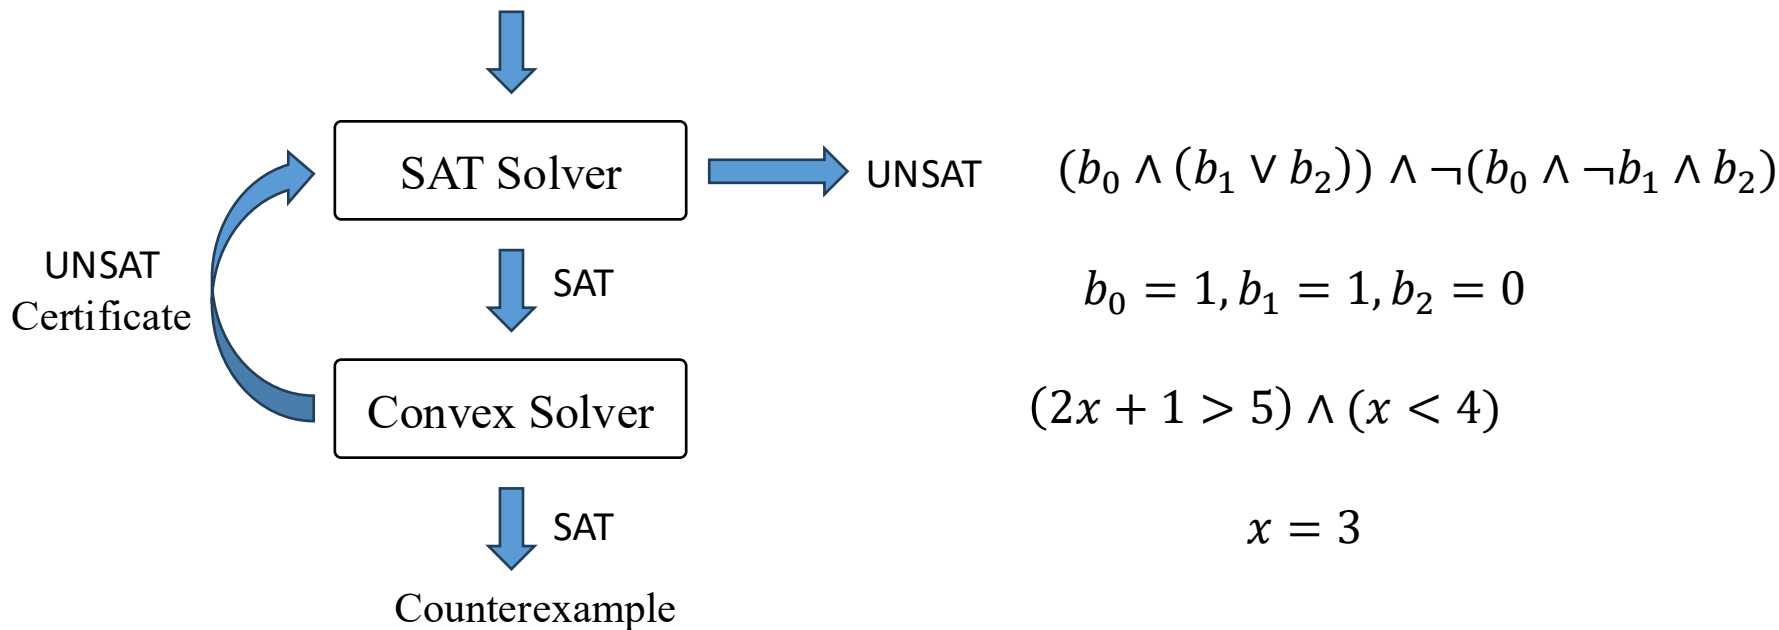 SAT Solver
UNSAT
(b₀ ∧ (b₁ ∨ b₂)) ∧ ¬(b₀ ∧ ¬b₁ ∧ b₂)
UNSAT
Certificate
SAT
b₀ = 1, b₁ = 1, b₂ = 0
Convex Solver
(2x + 1 > 5) ∧ (x < 4)
SAT
x = 3
Counterexample